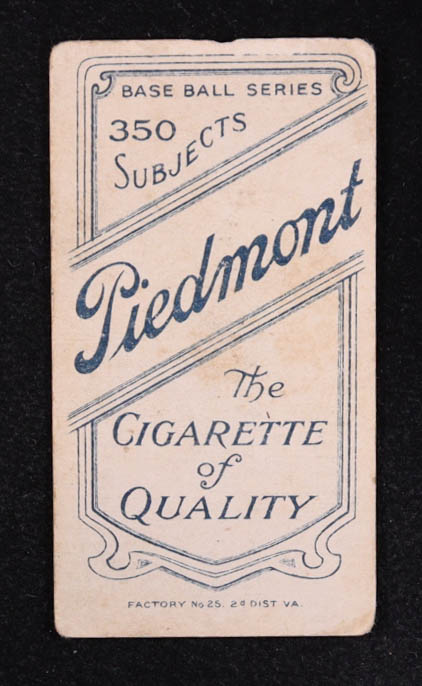 BASE BALL SERIES
350
SUBJECTS
Piedmont
The
CIGARETTE
of
QUALITY
FACTORY No 25. 2d DIST VA.